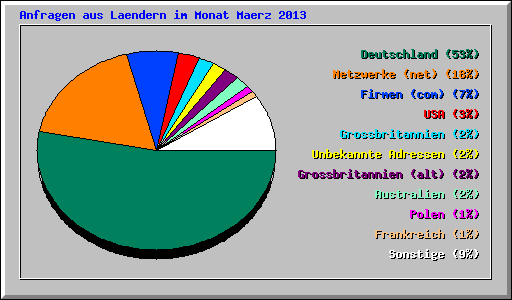 Anfragen aus Laendern im Monat Maerz 2013
Deutschland (53%)
Netzwerke (net) (18%)
Firmen (com) (7%)
USA (3%)
Grossbritannien (2%)
Unbekannte Adressen (2%)
Grossbritannien (alt) (2%)
Australien (2%)
Polen (1%)
Frankreich (1%)
Sonstige (9%)